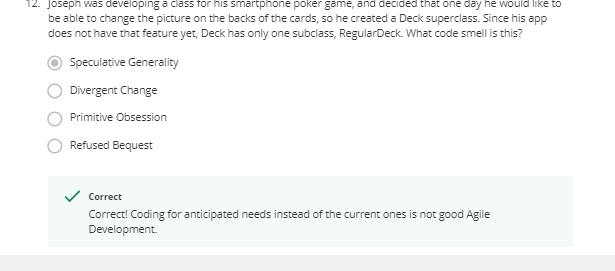 12. Joseph was developing a class for his smartphone poker game, and decided that one day he would like to
be able to change the picture on the backs of the cards, so he created a Deck superclass. Since his app
does not have that feature yet, Deck has only one subclass, RegularDeck. What code smell is this?
Speculative Generality
Divergent Change
Primitive Obsession
Refused Bequest
Correct
Correct! Coding for anticipated needs instead of the current ones is not good Agile
Development.